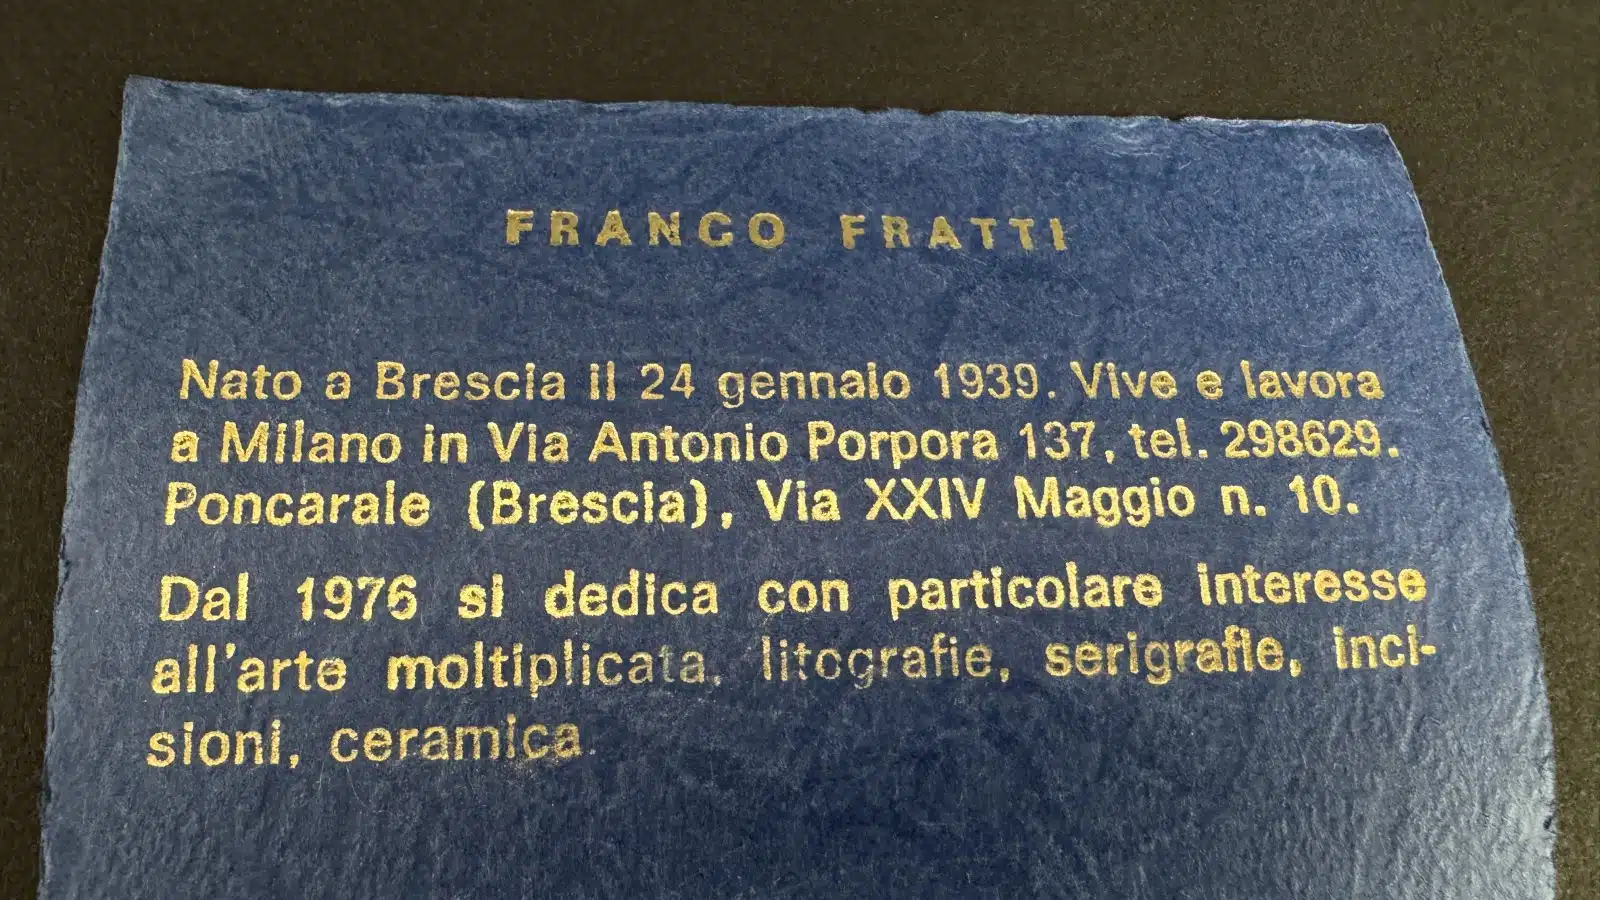 FRANCO FRATTI
Nato a Brescia il 24 gennaio 1939. Vive e lavora
a Milano in Via Antonio Porpora 137, tel. 298629.
Poncarale (Brescia), Via XXIV Maggio n. 10.
Dal 1976 si dedica con particolare interesse
all'arte moltiplicata, litografie, serigrafie, inci-
sioni, ceramica.